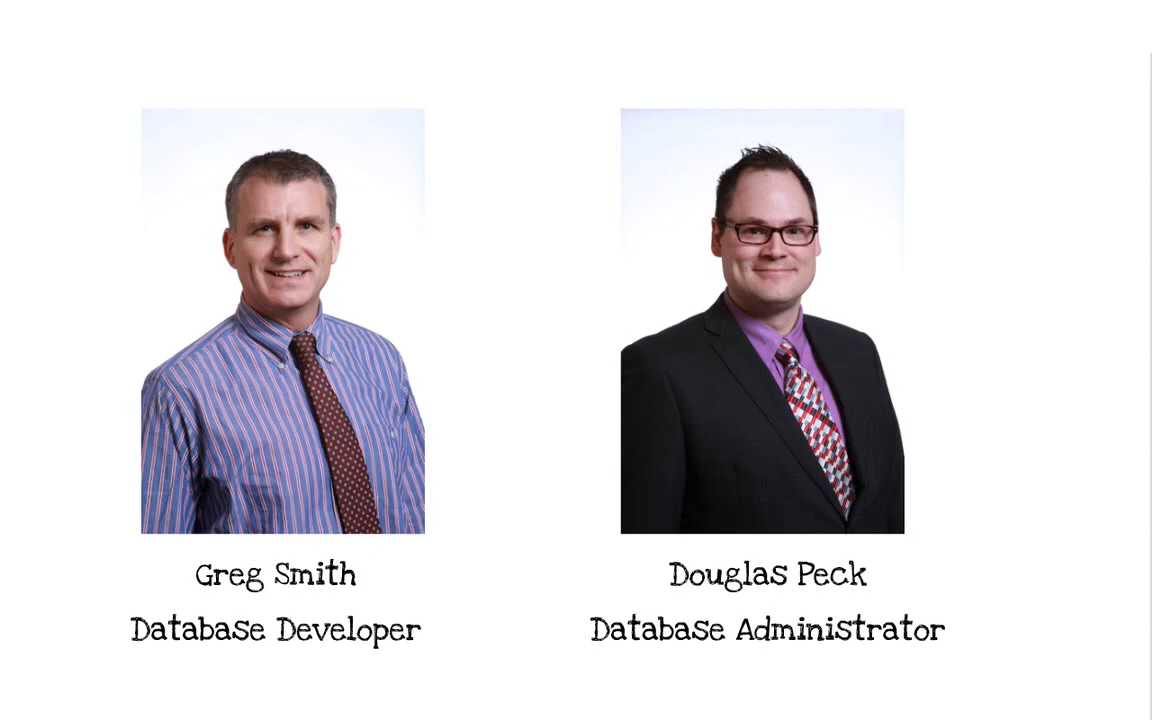 Greg Smith
Douglas Peck
Database Developer
Database Administrator